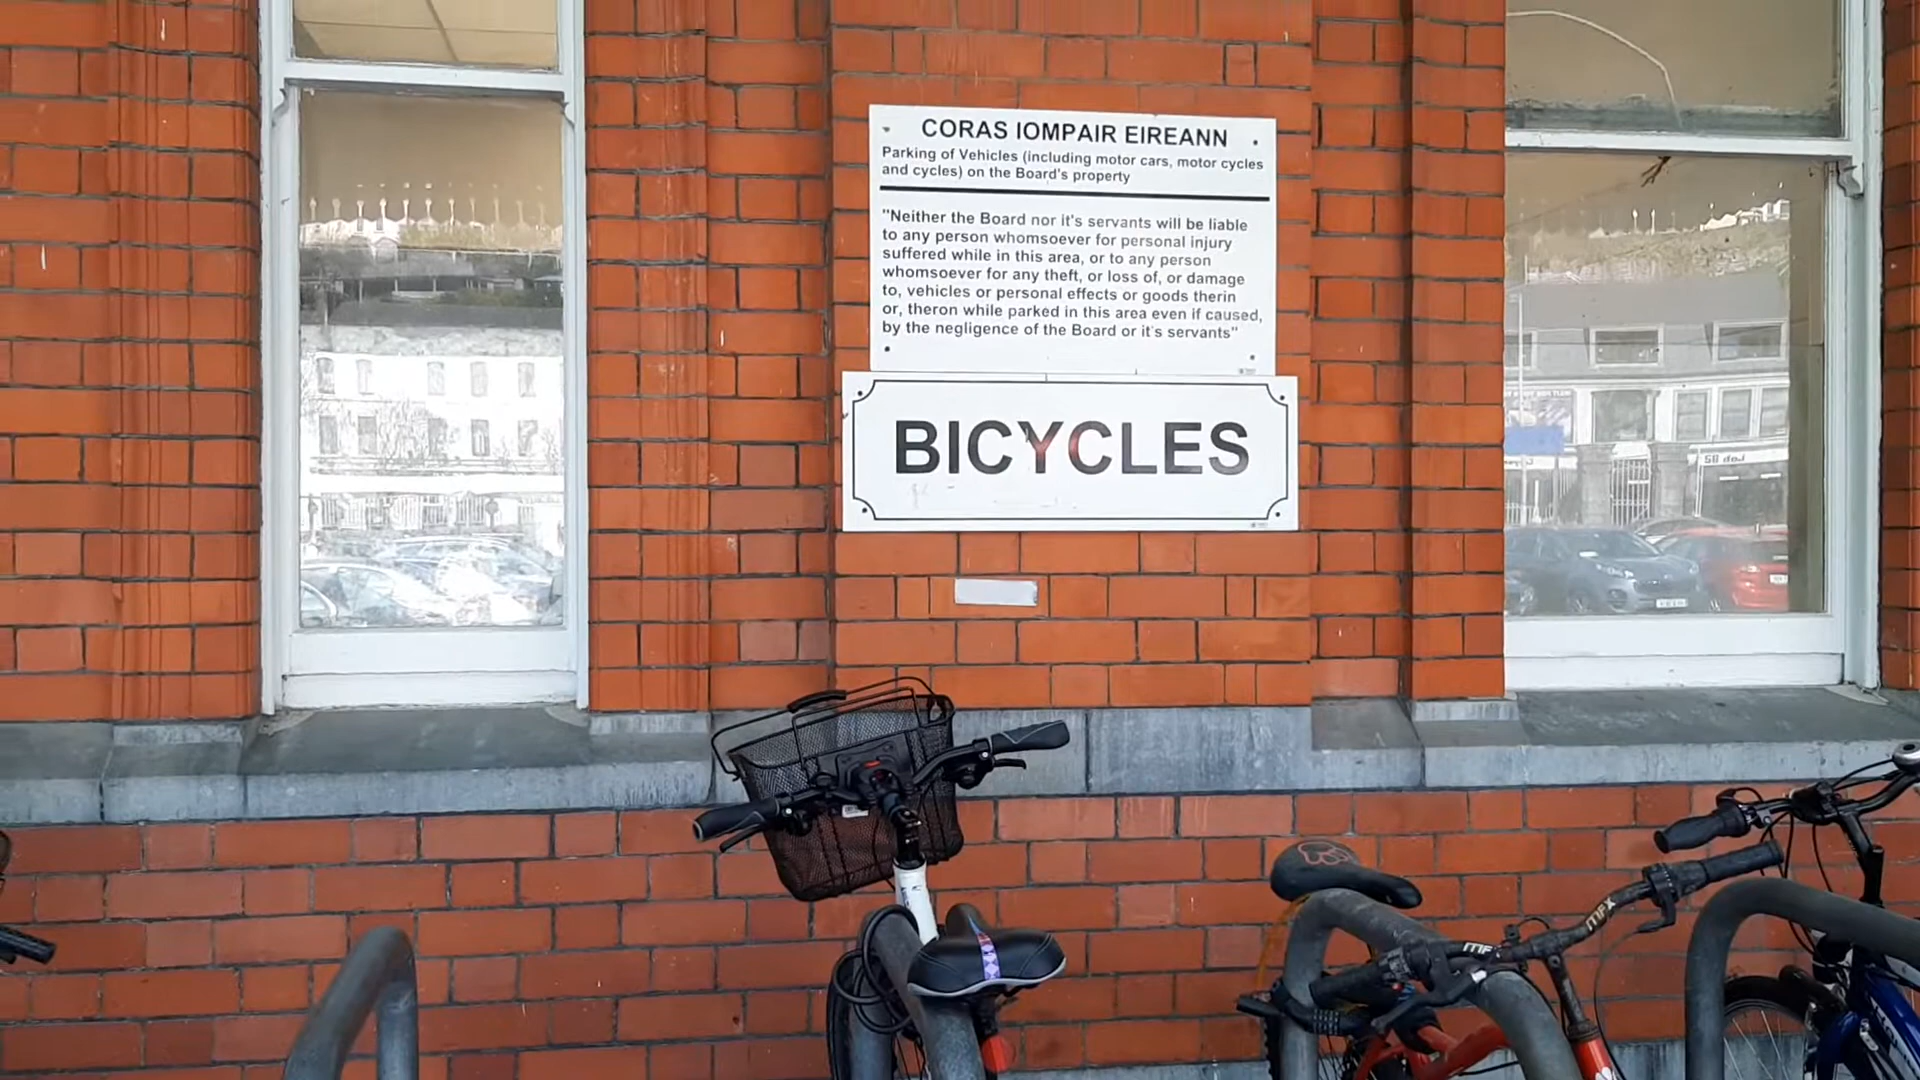 CORAS IOMPAIR EIREANN
Parking of Vehicles (including motor cars, motor cycles
and cycles) on the Board's property
"Neither the Board nor it's servants will be liable
to any person whomsoever for personal injury
suffered while in this area, or to any person
whomsoever for any theft, or loss of, or damage
to, vehicles or personal effects or goods therin
or, theron while parked in this area even if caused,
by the negligence of the Board or it's servants"
BICYCLES
MFX